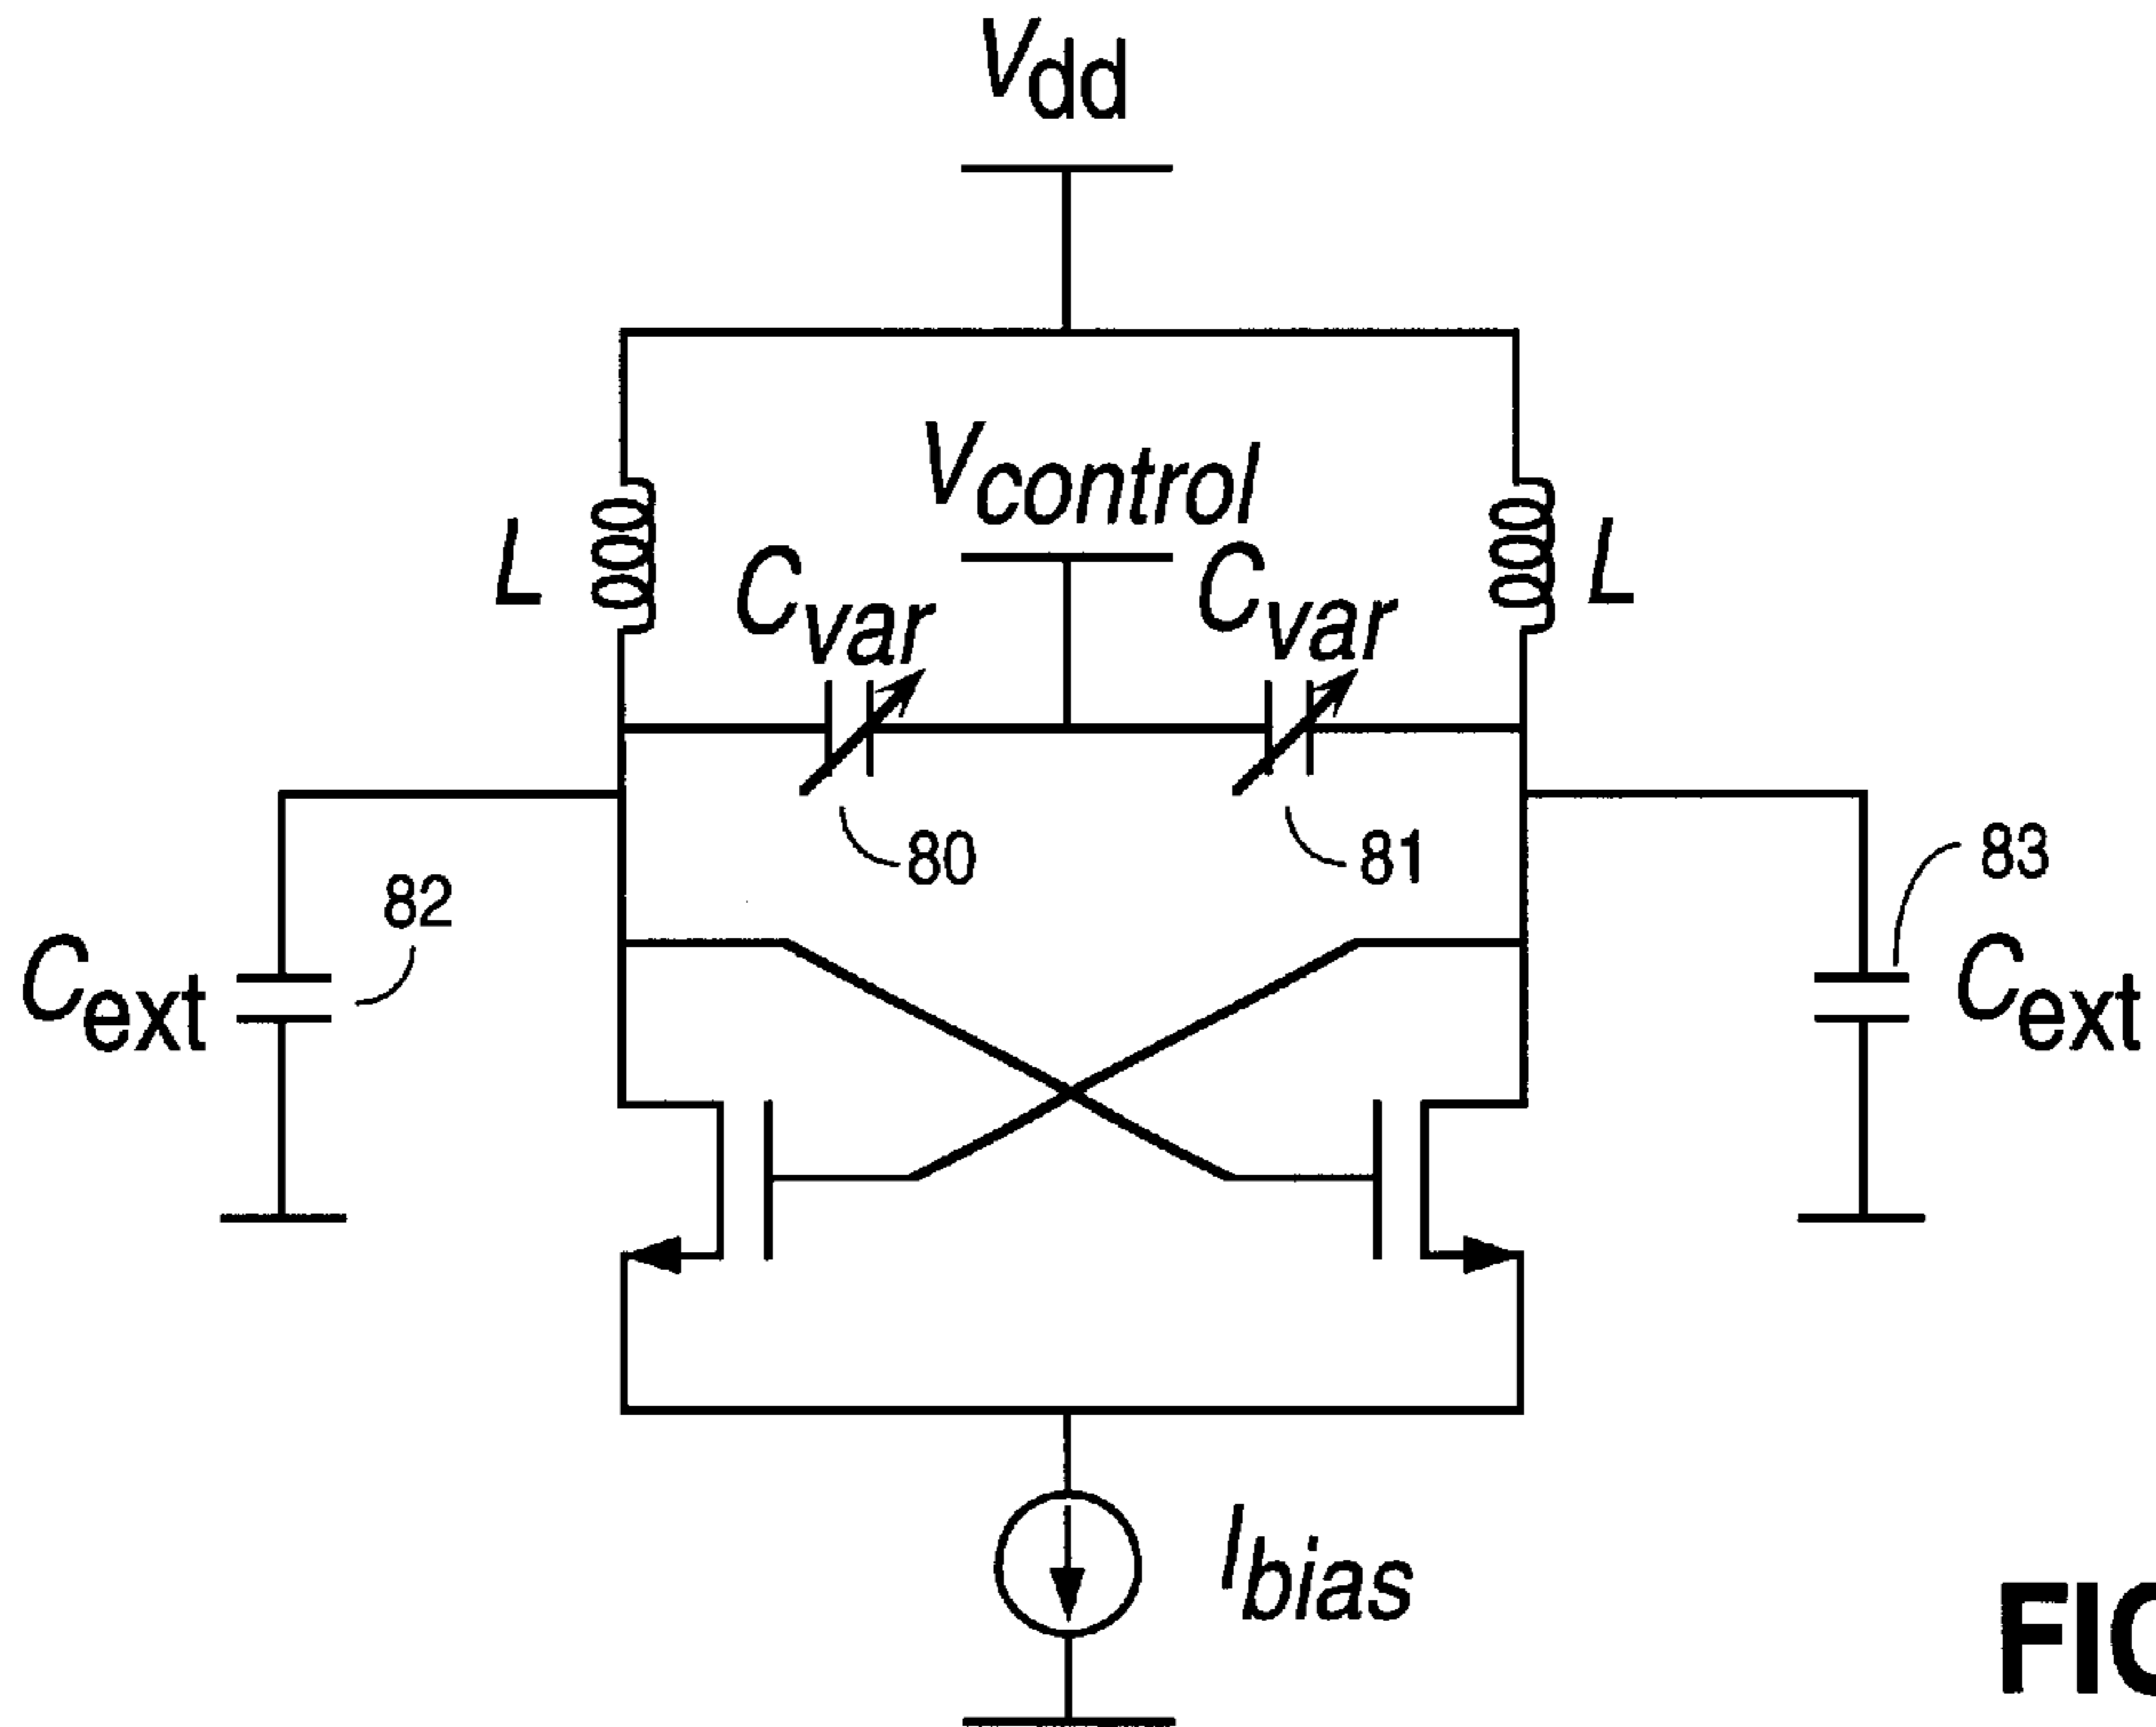 Vdd
Vcontrol
L
Cvar
Cvar
L
80
81
82
83
Cext
Cext
Ibias